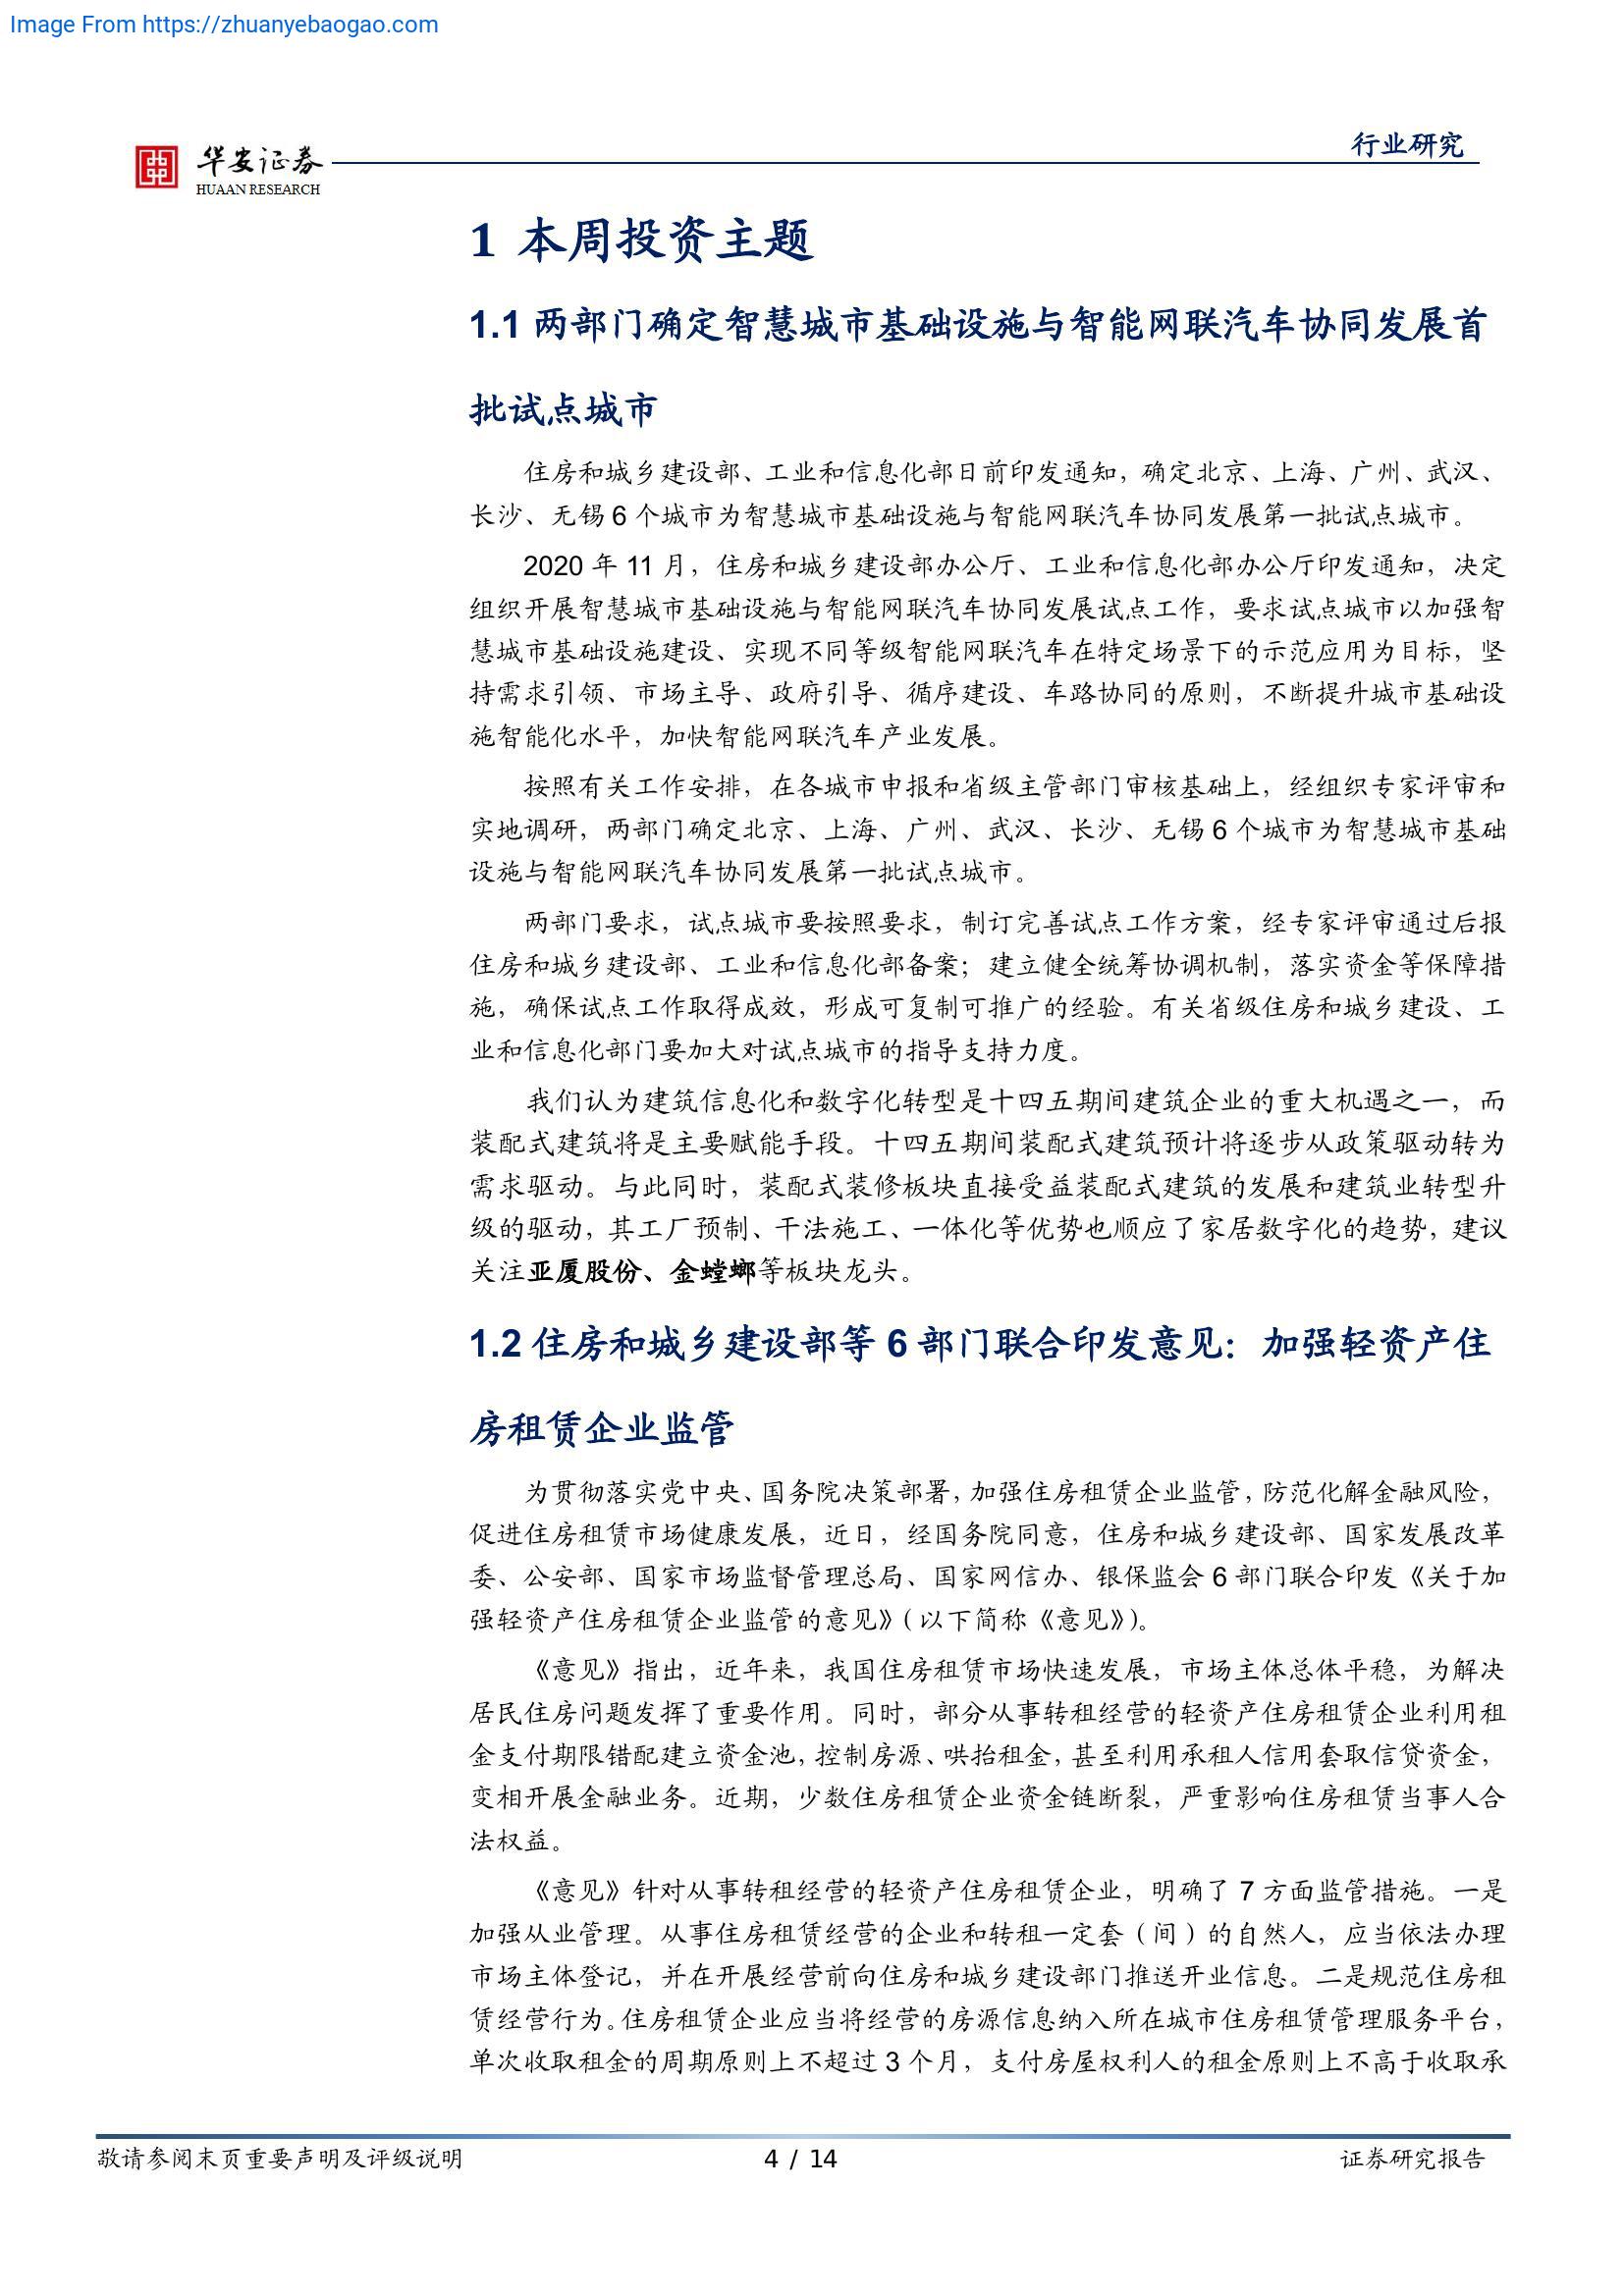 Image From https://zhuanyebaogao.com
行业研究
华安证券
HUAAN RESEARCH
1 本周投资主题
1.1 两部门确定智慧城市基础设施与智能网联汽车协同发展首
批试点城市
住房和城乡建设部、工业和信息化部日前印发通知，确定北京、上海、广州、武汉、
长沙、无锡 6 个城市为智慧城市基础设施与智能网联汽车协同发展第一批试点城市。
2020 年 11 月，住房和城乡建设部办公厅、工业和信息化部办公厅印发通知，决定
组织开展智慧城市基础设施与智能网联汽车协同发展试点工作，要求试点城市以加强智
慧城市基础设施建设、实现不同等级智能网联汽车在特定场景下的示范应用为目标，坚
持需求引领、市场主导、政府引导、循序建设、车路协同的原则，不断提升城市基础设
施智能化水平，加快智能网联汽车产业发展。
按照有关工作安排，在各城市申报和省级主管部门审核基础上，经组织专家评审和
实地调研，两部门确定北京、上海、广州、武汉、长沙、无锡 6 个城市为智慧城市基础
设施与智能网联汽车协同发展第一批试点城市。
两部门要求，试点城市要按照要求，制订完善试点工作方案，经专家评审通过后报
住房和城乡建设部、工业和信息化部备案；建立健全统筹协调机制，落实资金等保障措
施，确保试点工作取得成效，形成可复制可推广的经验。有关省级住房和城乡建设、工
业和信息化部门要加大对试点城市的指导支持力度。
我们认为建筑信息化和数字化转型是十四五期间建筑企业的重大机遇之一，而
装配式建筑将是主要赋能手段。十四五期间装配式建筑预计将逐步从政策驱动转为
需求驱动。与此同时，装配式装修板块直接受益装配式建筑的发展和建筑业转型升
级的驱动，其工厂预制、干法施工、一体化等优势也顺应了家居数字化的趋势，建议
关注亚厦股份、金螳螂等板块龙头。
1.2 住房和城乡建设部等 6 部门联合印发意见：加强轻资产住
房租赁企业监管
为贯彻落实党中央、国务院决策部署，加强住房租赁企业监管，防范化解金融风险，
促进住房租赁市场健康发展，近日，经国务院同意，住房和城乡建设部、国家发展改革
委、公安部、国家市场监督管理总局、国家网信办、银保监会 6 部门联合印发《关于加
强轻资产住房租赁企业监管的意见》（以下简称《意见》）。
《意见》指出，近年来，我国住房租赁市场快速发展，市场主体总体平稳，为解决
居民住房问题发挥了重要作用。同时，部分从事转租经营的轻资产住房租赁企业利用租
金支付期限错配建立资金池，控制房源、哄抬租金，甚至利用承租人信用套取信贷资金，
变相开展金融业务。近期，少数住房租赁企业资金链断裂，严重影响住房租赁当事人合
法权益。
《意见》针对从事转租经营的轻资产住房租赁企业，明确了 7 方面监管措施。一是
加强从业管理。从事住房租赁经营的企业和转租一定套（间）的自然人，应当依法办理
市场主体登记，并在开展经营前向住房和城乡建设部门推送开业信息。二是规范住房租
赁经营行为。住房租赁企业应当将经营的房源信息纳入所在城市住房租赁管理服务平台，
单次收取租金的周期原则上不超过 3 个月，支付房屋权利人的租金原则上不高于收取承
敬请参阅末页重要声明及评级说明
4 / 14
证券研究报告